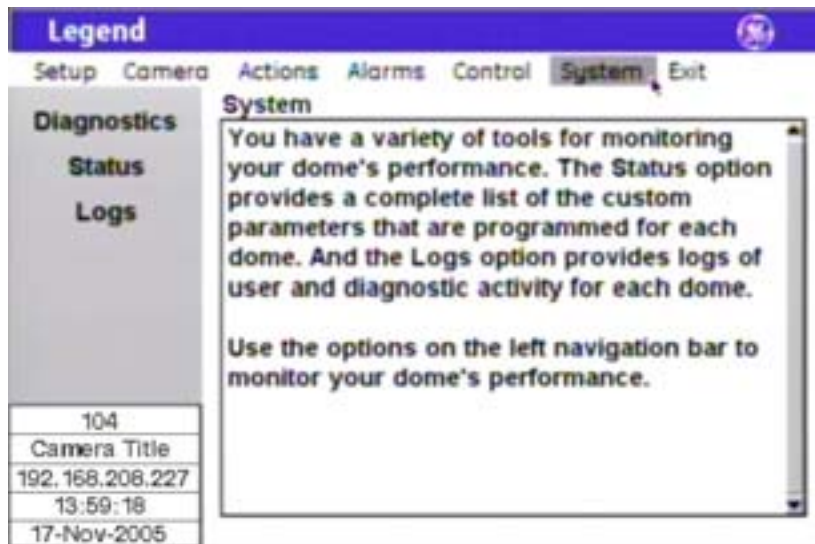 Legend
GE
Setup Camera Actions Alarms Control System Exit
Diagnostics
Status
Logs
System
You have a variety of tools for monitoring
your dome's performance. The Status option
provides a complete list of the custom
parameters that are programmed for each
dome. And the Logs option provides logs of
user and diagnostic activity for each dome.
Use the options on the left navigation bar to
monitor your dome's performance.
104
Camera Title
192.168.208.227
13:59:18
17-Nov-2005